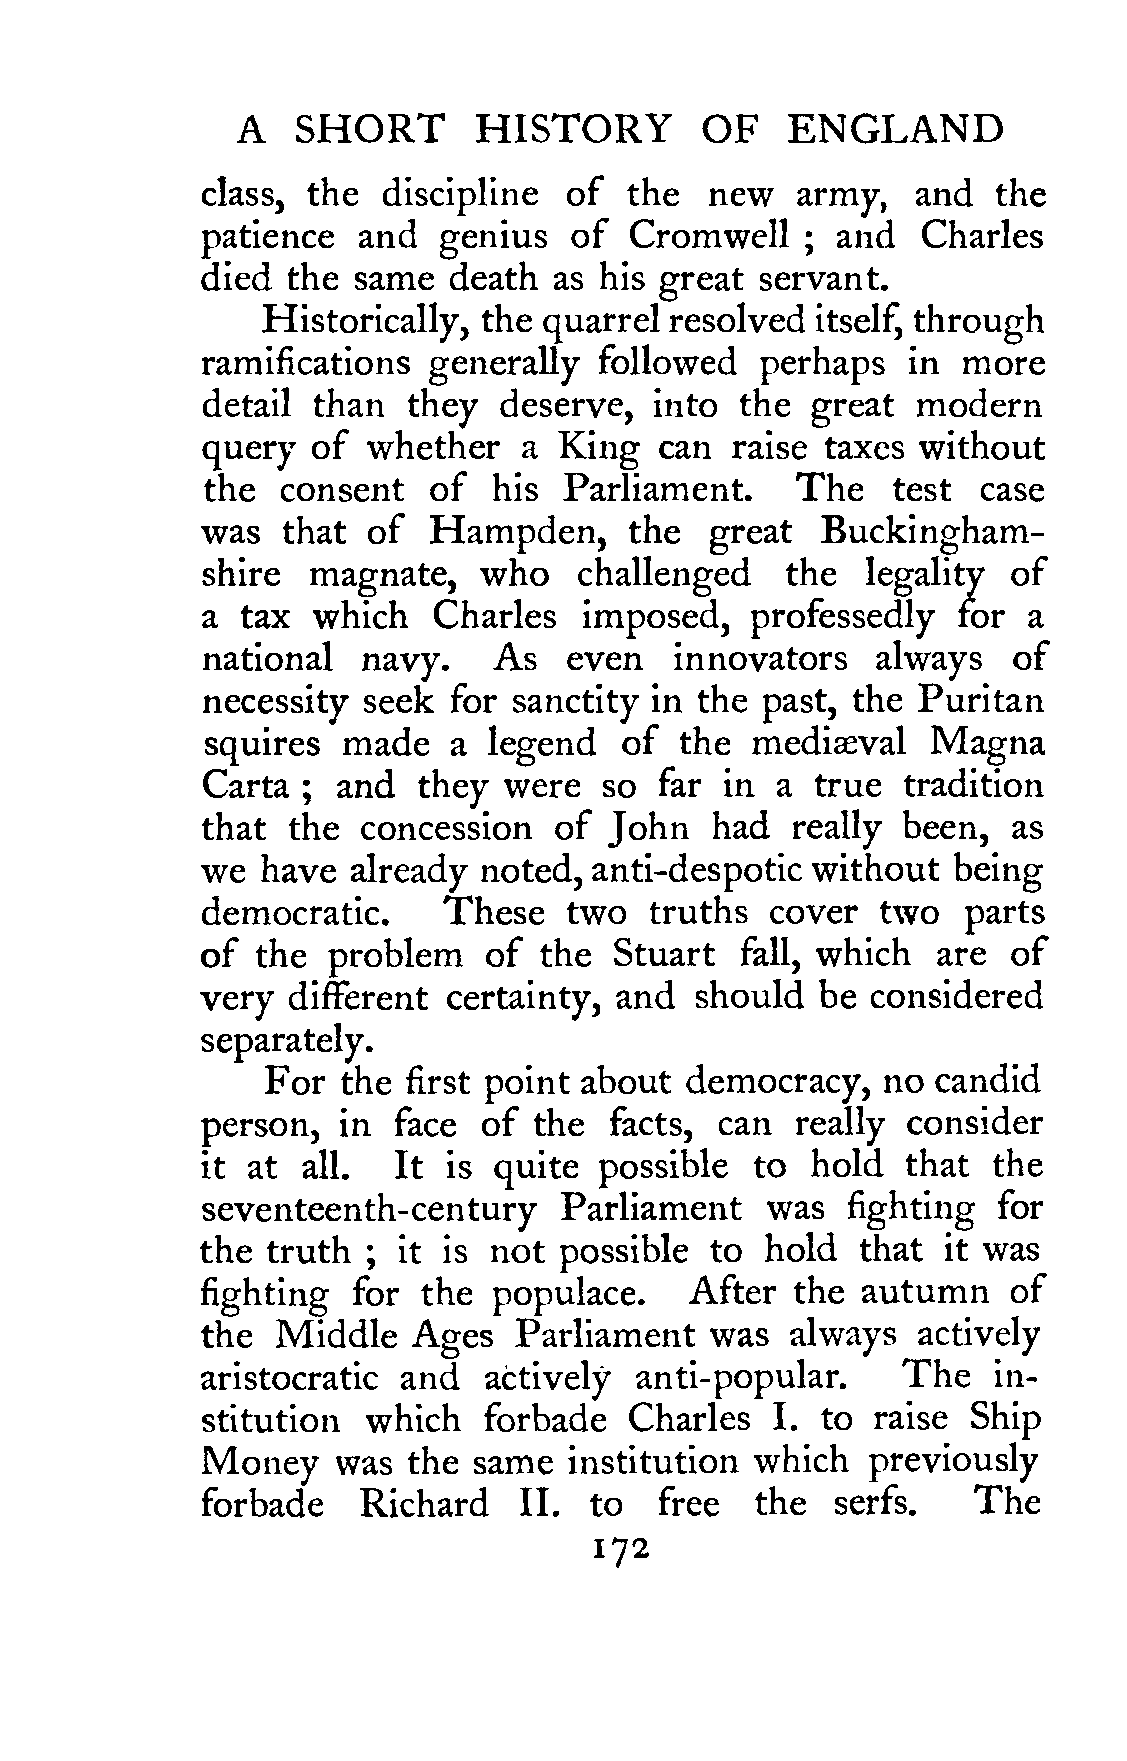 A SHORT HISTORY OF ENGLAND
class, the discipline of the new army, and the
patience and genius of Cromwell ; and Charles
died the same death as his great servant.
Historically, the quarrel resolved itself, through
ramifications generally followed perhaps in more
detail than they deserve, into the great modern
query of whether a King can raise taxes without
the consent of his Parliament. The test case
was that of Hampden, the great Buckingham-
shire magnate, who challenged the legality of
a tax which Charles imposed, professedly for a
national navy. As even innovators always of
necessity seek for sanctity in the past, the Puritan
squires made a legend of the mediæval Magna
Carta ; and they were so far in a true tradition
that the concession of John had really been, as
we have already noted, anti-despotic without being
democratic. These two truths cover two parts
of the problem of the Stuart fall, which are of
very different certainty, and should be considered
separately.
For the first point about democracy, no candid
person, in face of the facts, can really consider
it at all. It is quite possible to hold that the
seventeenth-century Parliament was fighting for
the truth ; it is not possible to hold that it was
fighting for the populace. After the autumn of
the Middle Ages Parliament was always actively
aristocratic and actively anti-popular. The in-
stitution which forbade Charles I. to raise Ship
Money was the same institution which previously
forbade Richard II. to free the serfs. The
172